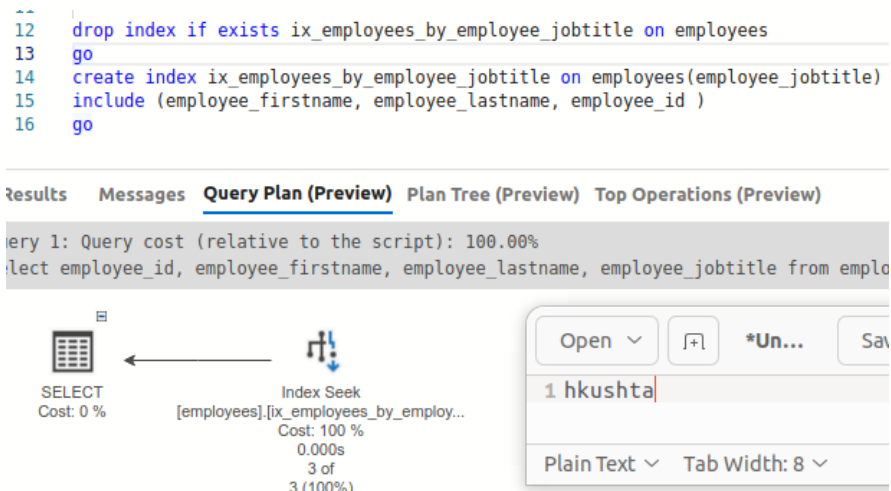 12 drop index if exists ix_employees_by_employee_jobtitle on employees
13 go
14 create index ix_employees_by_employee_jobtitle on employees(employee_jobtitle)
15 include (employee_firstname, employee_lastname, employee_id )
16 go
Results Messages Query Plan (Preview) Plan Tree (Preview) Top Operations (Preview)
ery 1: Query cost (relative to the script): 100.00%
elect employee_id, employee_firstname, employee_lastname, employee_jobtitle from emplo
SELECT
Cost: 0 %
Index Seek
[employees].[ix_employees_by_employ...
Cost: 100 %
0.000s
3 of
3 (100%)
Open *Un... Sav
1 hkushta
Plain Text Tab Width: 8